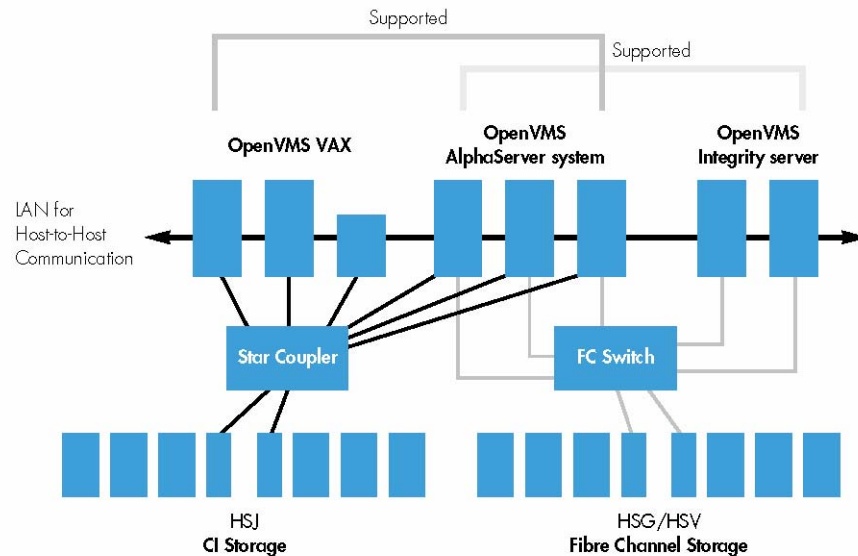 Supported
Supported
OpenVMS VAX
OpenVMS
AlphaServer system
OpenVMS
Integrity server
LAN for
Host-to-Host
Communication
Star Coupler
FC Switch
HSJ
CI Storage
HSG/HSV
Fibre Channel Storage